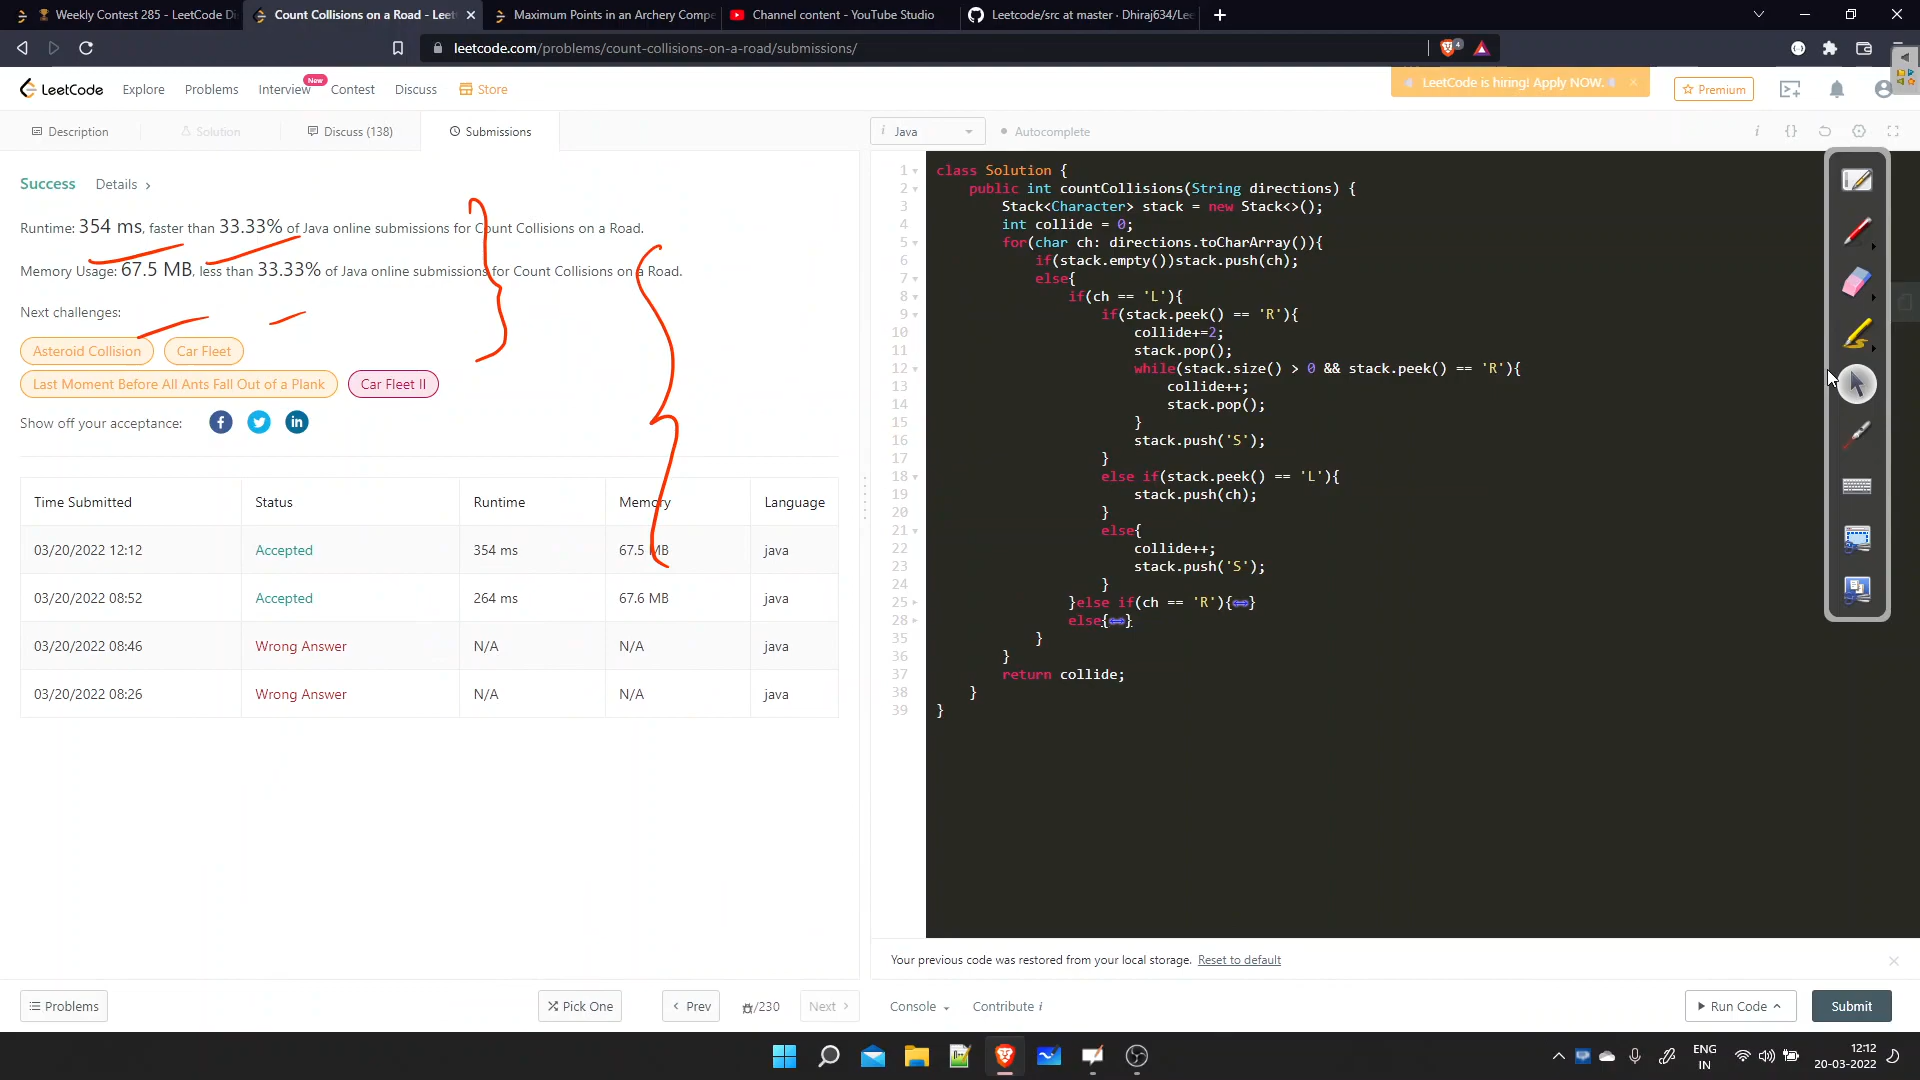 Weekly Contest 285 - LeetCode Di
Count Collisions on a Road - Leet
Maximum Points in an Archery Compe
Channel content - YouTube Studio
Leetcode/src at master · Dhiraj634/Lee
leetcode.com/problems/count-collisions-on-a-road/submissions/
4
LeetCode
Explore
Problems
Interview
New
Contest
Discuss
Store
LeetCode is hiring! Apply NOW.
Premium
Description
Solution
Discuss (138)
Submissions
i Java
Autocomplete
Success Details
Runtime: 354 ms, faster than 33.33% of Java online submissions for Count Collisions on a Road.
Memory Usage: 67.5 MB, less than 33.33% of Java online submissions for Count Collisions on a Road.
Next challenges:
Asteroid Collision
Car Fleet
Last Moment Before All Ants Fall Out of a Plank
Car Fleet II
Show off your acceptance:
Time Submitted Status Runtime Memory Language
03/20/2022 12:12 Accepted 354 ms 67.5 MB java
03/20/2022 08:52 Accepted 264 ms 67.6 MB java
03/20/2022 08:46 Wrong Answer N/A N/A java
03/20/2022 08:26 Wrong Answer N/A N/A java
1 class Solution {
2 public int countCollisions(String directions) {
3 Stack<Character> stack = new Stack<>();
4 int collide = 0;
5 for(char ch: directions.toCharArray()){
6 if(stack.empty())stack.push(ch);
7 else{
8 if(ch == 'L'){
9 if(stack.peek() == 'R'){
10 collide+=2;
11 stack.pop();
12 while(stack.size() > 0 && stack.peek() == 'R'){
13 collide++;
14 stack.pop();
15 }
16 stack.push('S');
17 }
18 else if(stack.peek() == 'L'){
19 stack.push(ch);
20 }
21 else{
22 collide++;
23 stack.push('S');
24 }
25 }else if(ch == 'R'){}
28 else{}
35 }
36 }
37 return collide;
38 }
39 }
Your previous code was restored from your local storage. Reset to default
Problems
Pick One
Prev
/230
Next
Console
Contribute i
Run Code
Submit
ENG
IN
12:12
20-03-2022